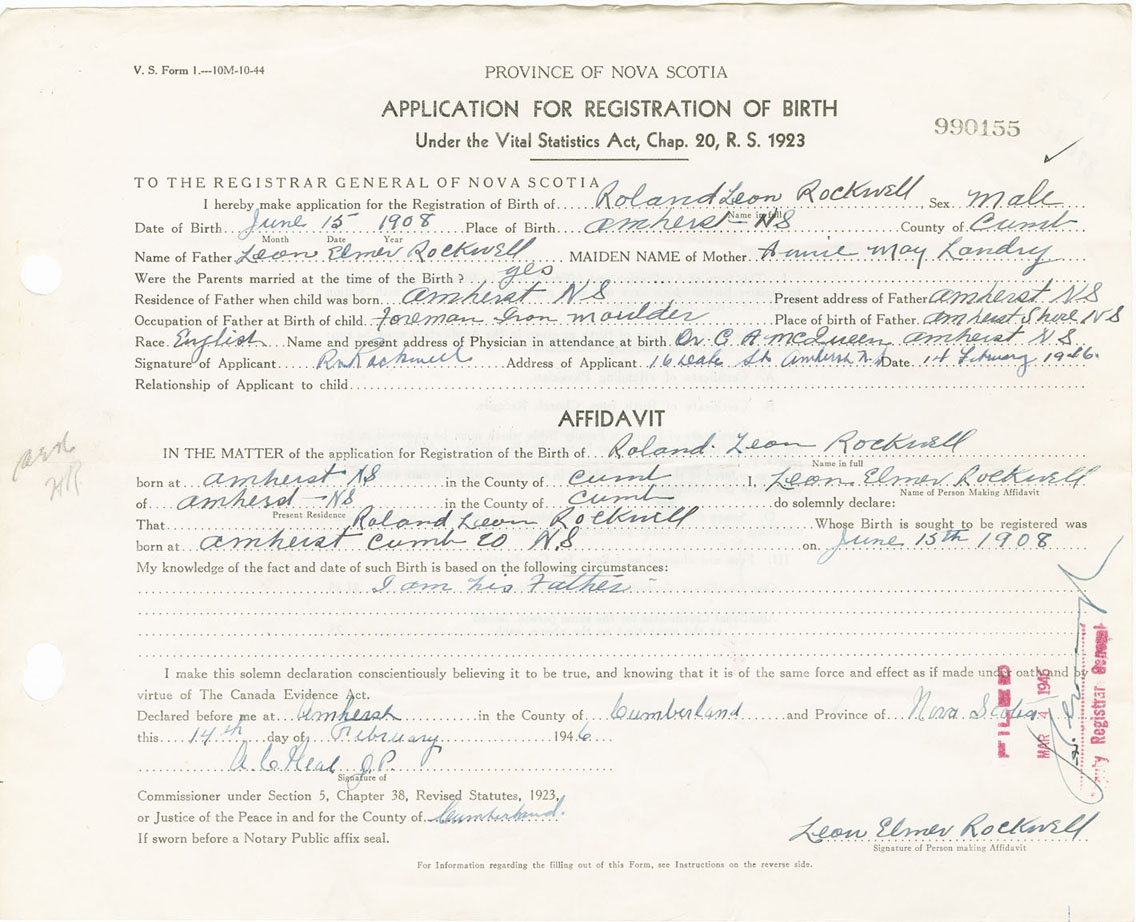 V. S. Form 1.---10M-10-44
PROVINCE OF NOVA SCOTIA
APPLICATION FOR REGISTRATION OF BIRTH
990155
Under the Vital Statistics Act, Chap. 20, R. S. 1923
TO THE REGISTRAR GENERAL OF NOVA SCOTIA
I hereby make application for the Registration of Birth of Roland Leon Rockwell Sex Male
Name in full
Date of Birth June 15 1908 Place of Birth Amherst NS County of Cumb
Month Date Year
Name of Father Leon Elmer Rockwell MAIDEN NAME of Mother Annie May Landry
Were the Parents married at the time of the Birth ? yes
Residence of Father when child was born Amherst NS Present address of Father Amherst NS
Occupation of Father at Birth of child Foreman Iron Moulder Place of birth of Father Amherst Shore NS
Race English Name and present address of Physician in attendance at birth Dr. C A McQueen Amherst N.S
Signature of Applicant Rockwell Address of Applicant 16 St Amherst N.S Date 14 February 1946.
Relationship of Applicant to child
AFFIDAVIT
IN THE MATTER of the application for Registration of the Birth of Roland Leon Rockwell
Name in full
born at Amherst NS in the County of Cumb I, Leon Elmer Rockwell
Name of Person Making Affidavit
of Amherst NS in the County of Cumb do solemnly declare:
Present Residence
That Roland Leon Rockwell Whose Birth is sought to be registered was
born at Amherst Cumb Co N.S on June 15th 1908
My knowledge of the fact and date of such Birth is based on the following circumstances:
I am his Father
I make this solemn declaration conscientiously believing it to be true, and knowing that it is of the same force and effect as if made under oath and by
virtue of The Canada Evidence Act.
Declared before me at Amherst in the County of Cumberland and Province of Nova Scotia
this 14th day of February 1946
J.P.
Signature of
Commissioner under Section 5, Chapter 38, Revised Statutes, 1923,
or Justice of the Peace in and for the County of Cumberland.
If sworn before a Notary Public affix seal.
Leon Elmer Rockwell
Signature of Person making Affidavit
For Information regarding the filling out of this Form, see Instructions on the reverse side.
FILED
MAR 4 1946
Deputy Registrar General